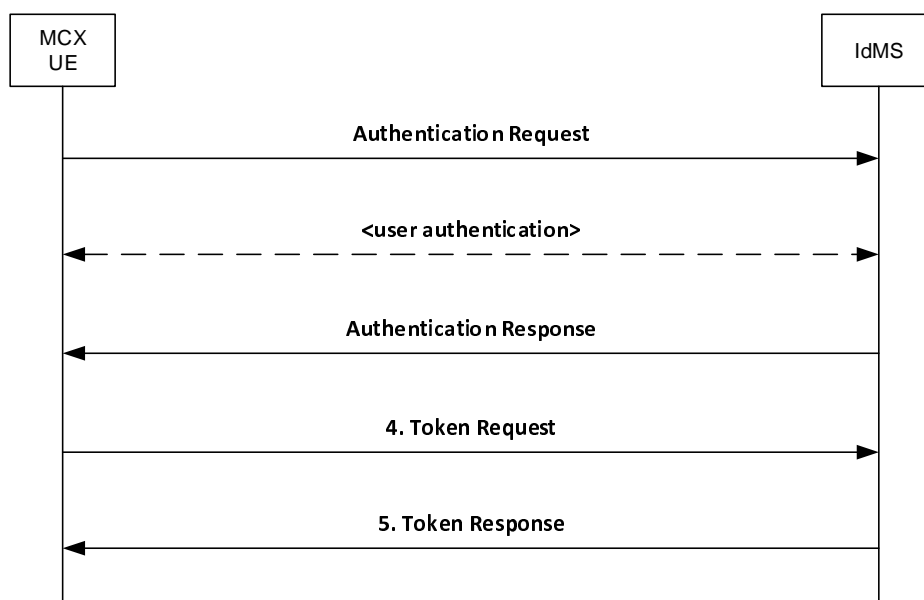 MCX
UE
IdMS
Authentication Request
<user authentication>
Authentication Response
4. Token Request
5. Token Response